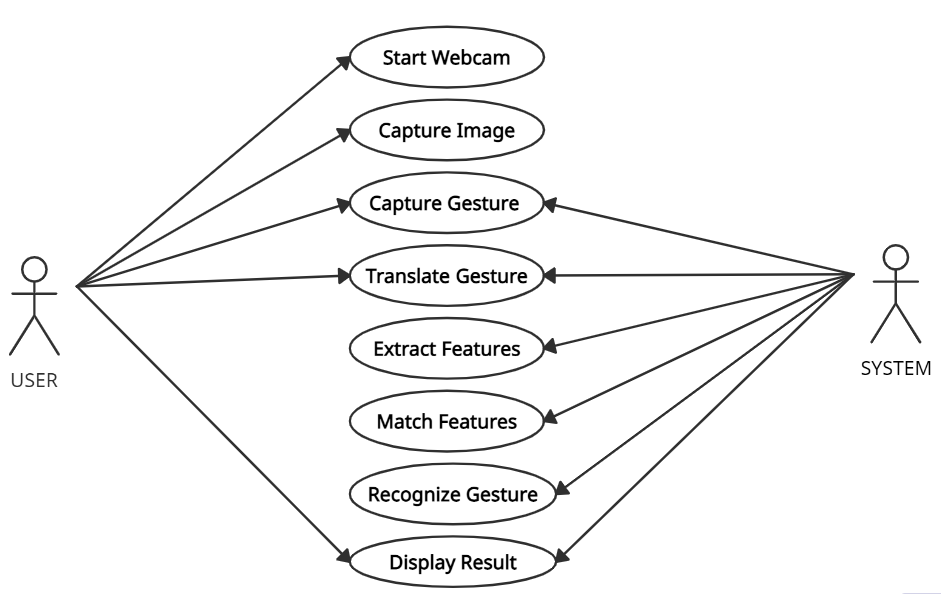 Start Webcam
Capture Image
Capture Gesture
Translate Gesture
Extract Features
Match Features
Recognize Gesture
Display Result
USER
SYSTEM